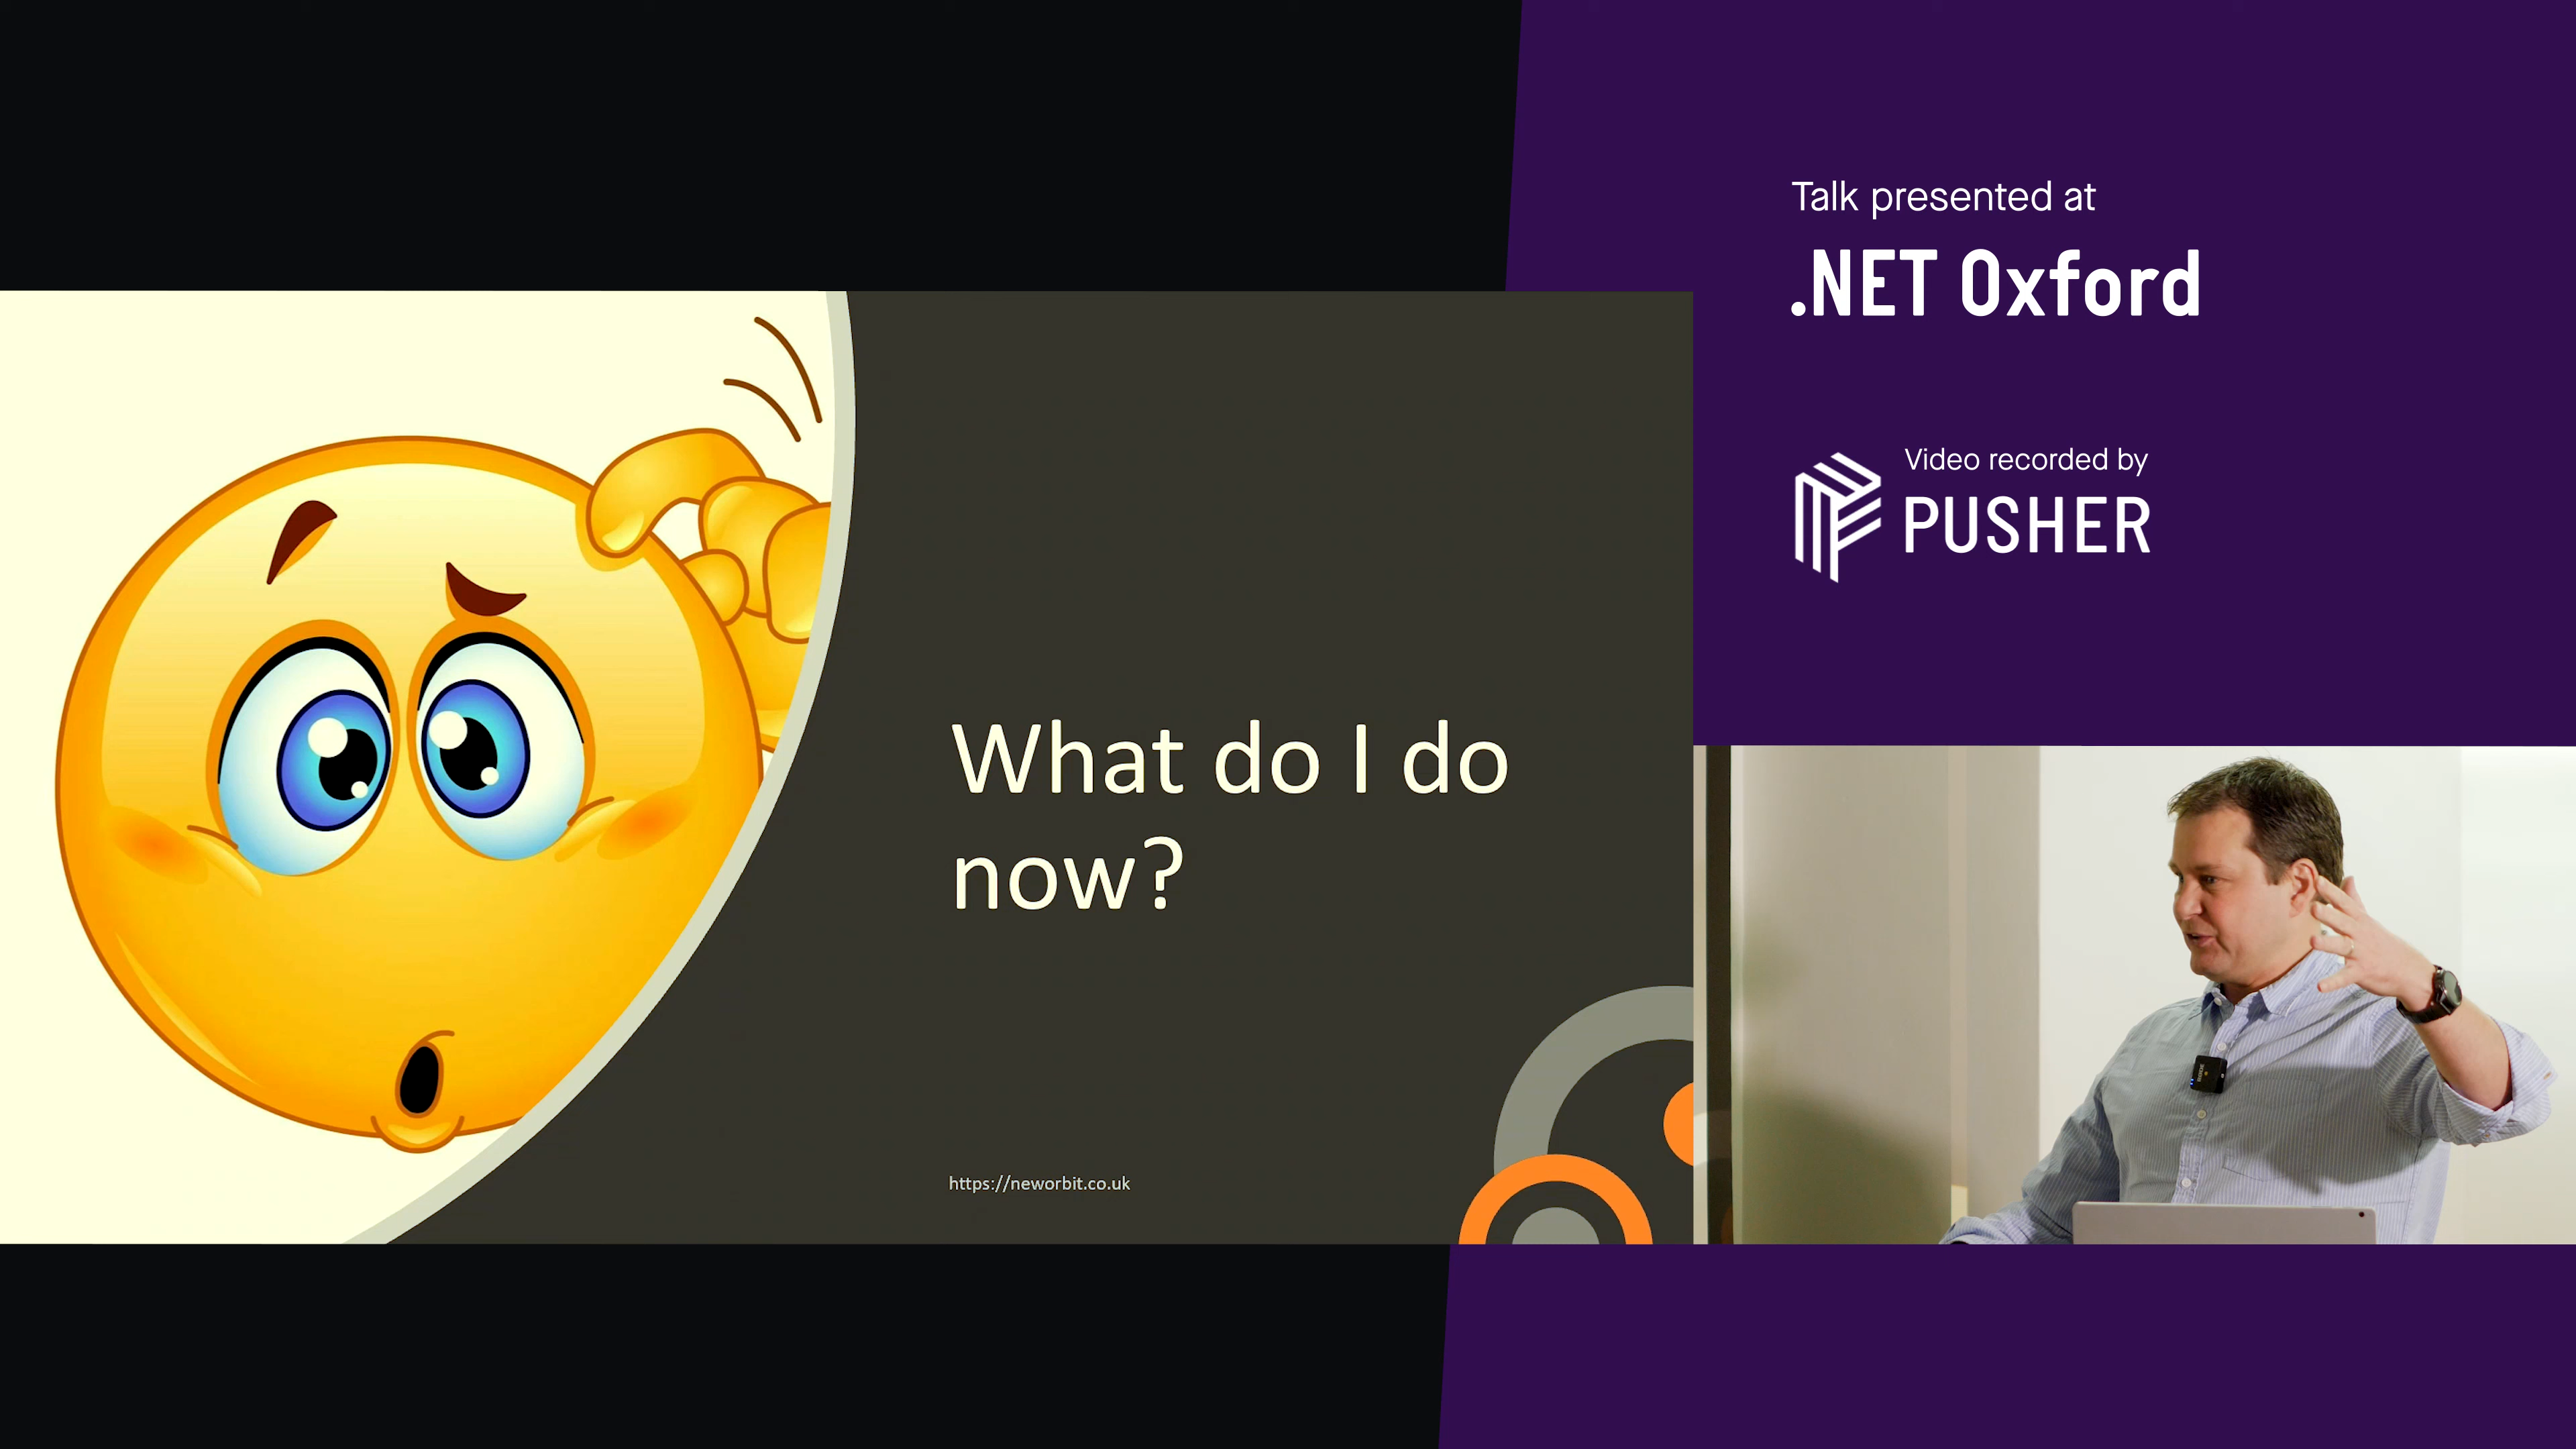 What do I do
now?
https://neworbit.co.uk
Talk presented at
.NET Oxford
Video recorded by
PUSHER